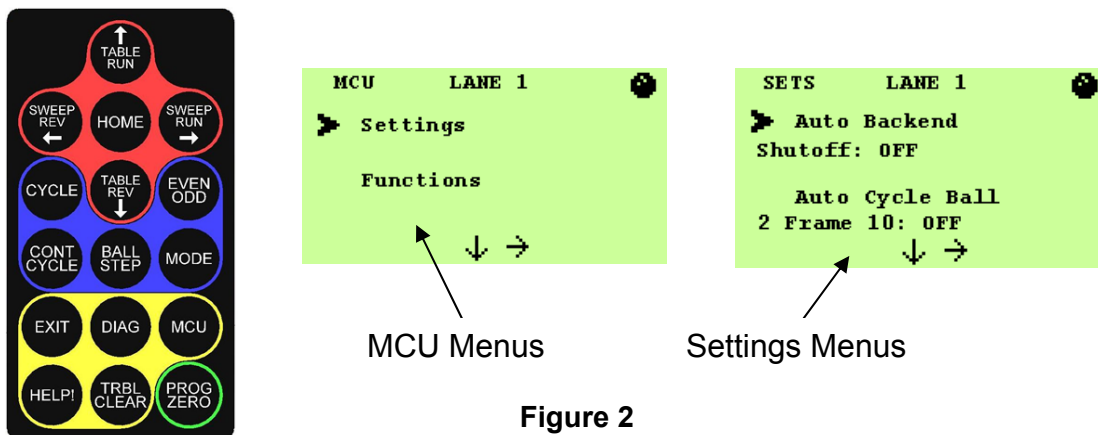 ↑
TABLE
RUN
SWEEP
REV
←
HOME
SWEEP
RUN
→
CYCLE
TABLE
REV
↓
EVEN
ODD
CONT
CYCLE
BALL
STEP
MODE
EXIT
DIAG
MCU
HELP!
TRBL
CLEAR
PROG
ZERO
MCU LANE 1
Settings
Functions
↓ →
MCU Menus
SETS LANE 1
Auto Backend
Shutoff: OFF
Auto Cycle Ball
2 Frame 10: OFF
↓ →
Settings Menus
Figure 2